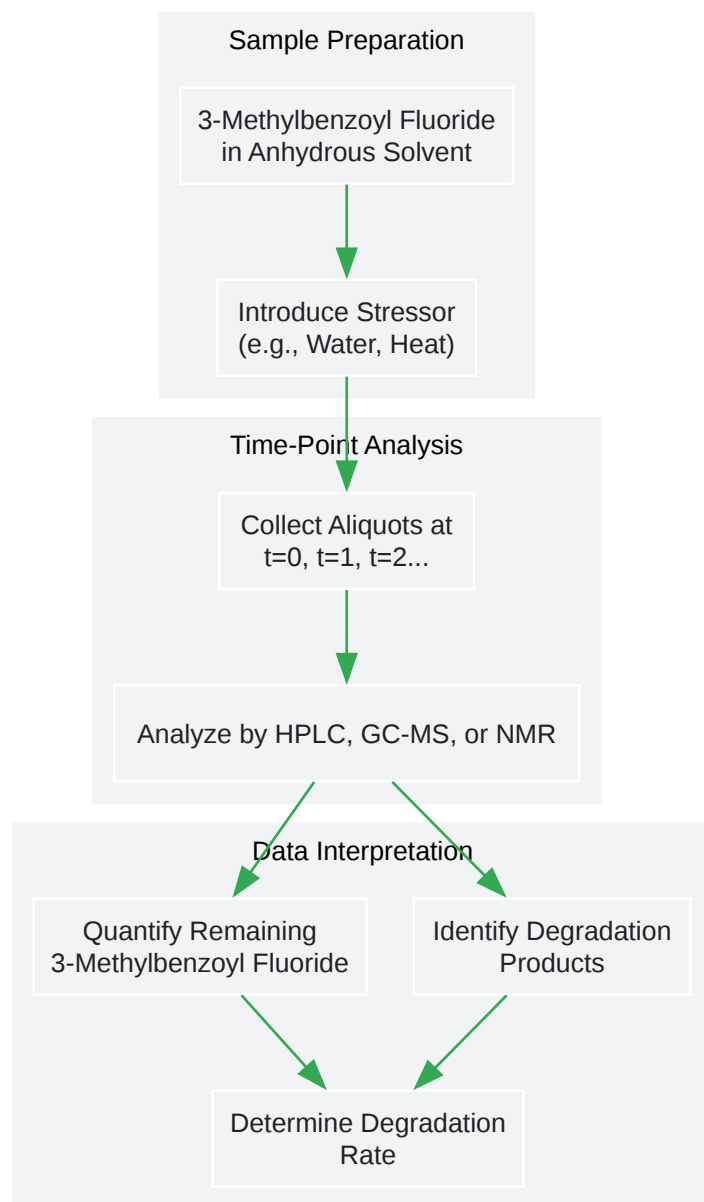 Sample Preparation
3-Methylbenzoyl Fluoride
in Anhydrous Solvent
Introduce Stressor
(e.g., Water, Heat)
Time-Point Analysis
Collect Aliquots at
t=0, t=1, t=2...
Analyze by HPLC, GC-MS, or NMR
Data Interpretation
Quantify Remaining
3-Methylbenzoyl Fluoride
Identify Degradation
Products
Determine Degradation
Rate